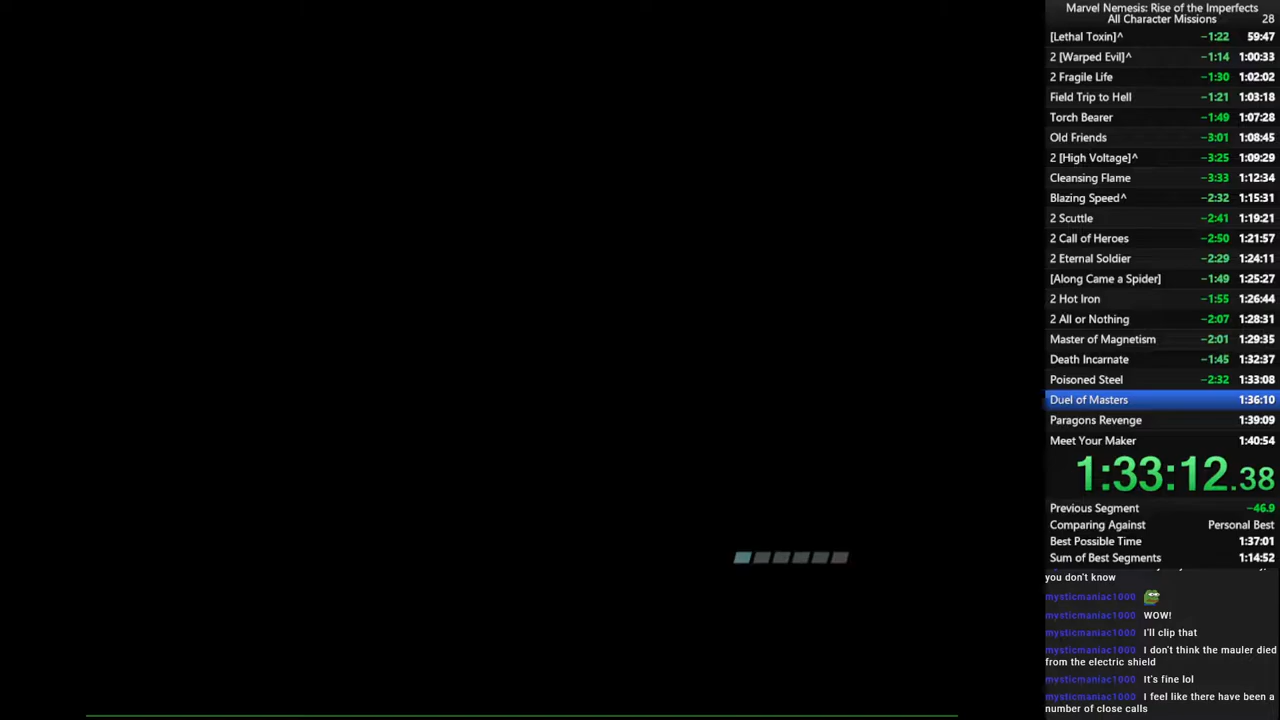 Marvel Nemesis: Rise of the Imperfects
All Character Missions 28
[Lethal Toxin]^ −1:22 59:47
2 [Warped Evil]^ −1:14 1:00:33
2 Fragile Life −1:30 1:02:02
Field Trip to Hell −1:21 1:03:18
Torch Bearer −1:49 1:07:28
Old Friends −3:01 1:08:45
2 [High Voltage]^ −3:25 1:09:29
Cleansing Flame −3:33 1:12:34
Blazing Speed^ −2:32 1:15:31
2 Scuttle −2:41 1:19:21
2 Call of Heroes −2:50 1:21:57
2 Eternal Soldier −2:29 1:24:11
[Along Came a Spider] −1:49 1:25:27
2 Hot Iron −1:55 1:26:44
2 All or Nothing −2:07 1:28:31
Master of Magnetism −2:01 1:29:35
Death Incarnate −1:45 1:32:37
Poisoned Steel −2:32 1:33:08
Duel of Masters 1:36:10
Paragons Revenge 1:39:09
Meet Your Maker 1:40:54
1:33:12.38
Previous Segment −46.9
Comparing Against Personal Best
Best Possible Time 1:37:01
Sum of Best Segments 1:14:52
you don't know
mysticmaniac1000
mysticmaniac1000 WOW!
mysticmaniac1000 I'll clip that
mysticmaniac1000 I don't think the mauler died
from the electric shield
mysticmaniac1000 It's fine lol
mysticmaniac1000 I feel like there have been a
number of close calls